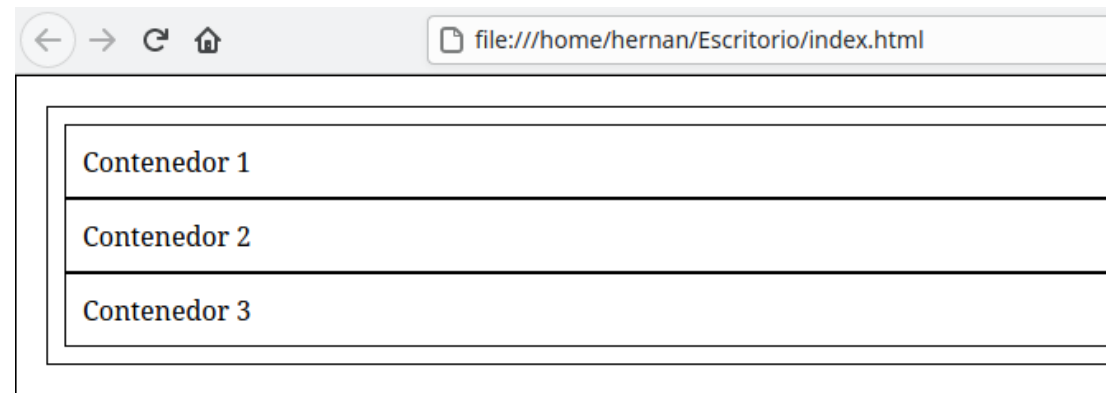 file:///home/hernan/Escritorio/index.html
Contenedor 1
Contenedor 2
Contenedor 3